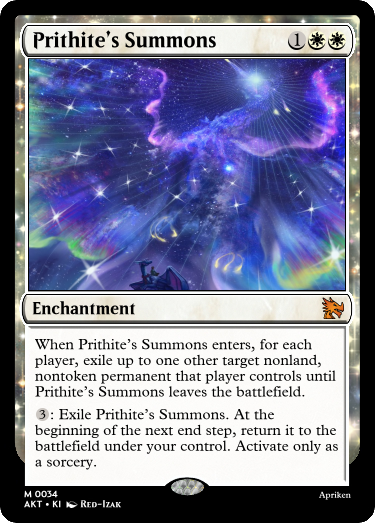 Prithite's Summons 1
Enchantment
When Prithite's Summons enters, for each
player, exile up to one other target nonland,
nontoken permanent that player controls until
Prithite's Summons leaves the battlefield.
3: Exile Prithite's Summons. At the
beginning of the next end step, return it to the
battlefield under your control. Activate only as
a sorcery.
M 0034
AKT • KI Red-Izak
Apriken